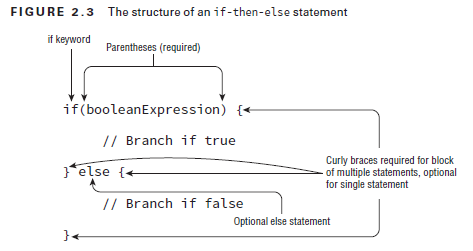 FIGURE 2.3 The structure of an if-then-else statement
if keyword
Parentheses (required)
if(booleanExpression) {
// Branch if true
} else {
Curly braces required for block
of multiple statements, optional
for single statement
// Branch if false
Optional else statement
}